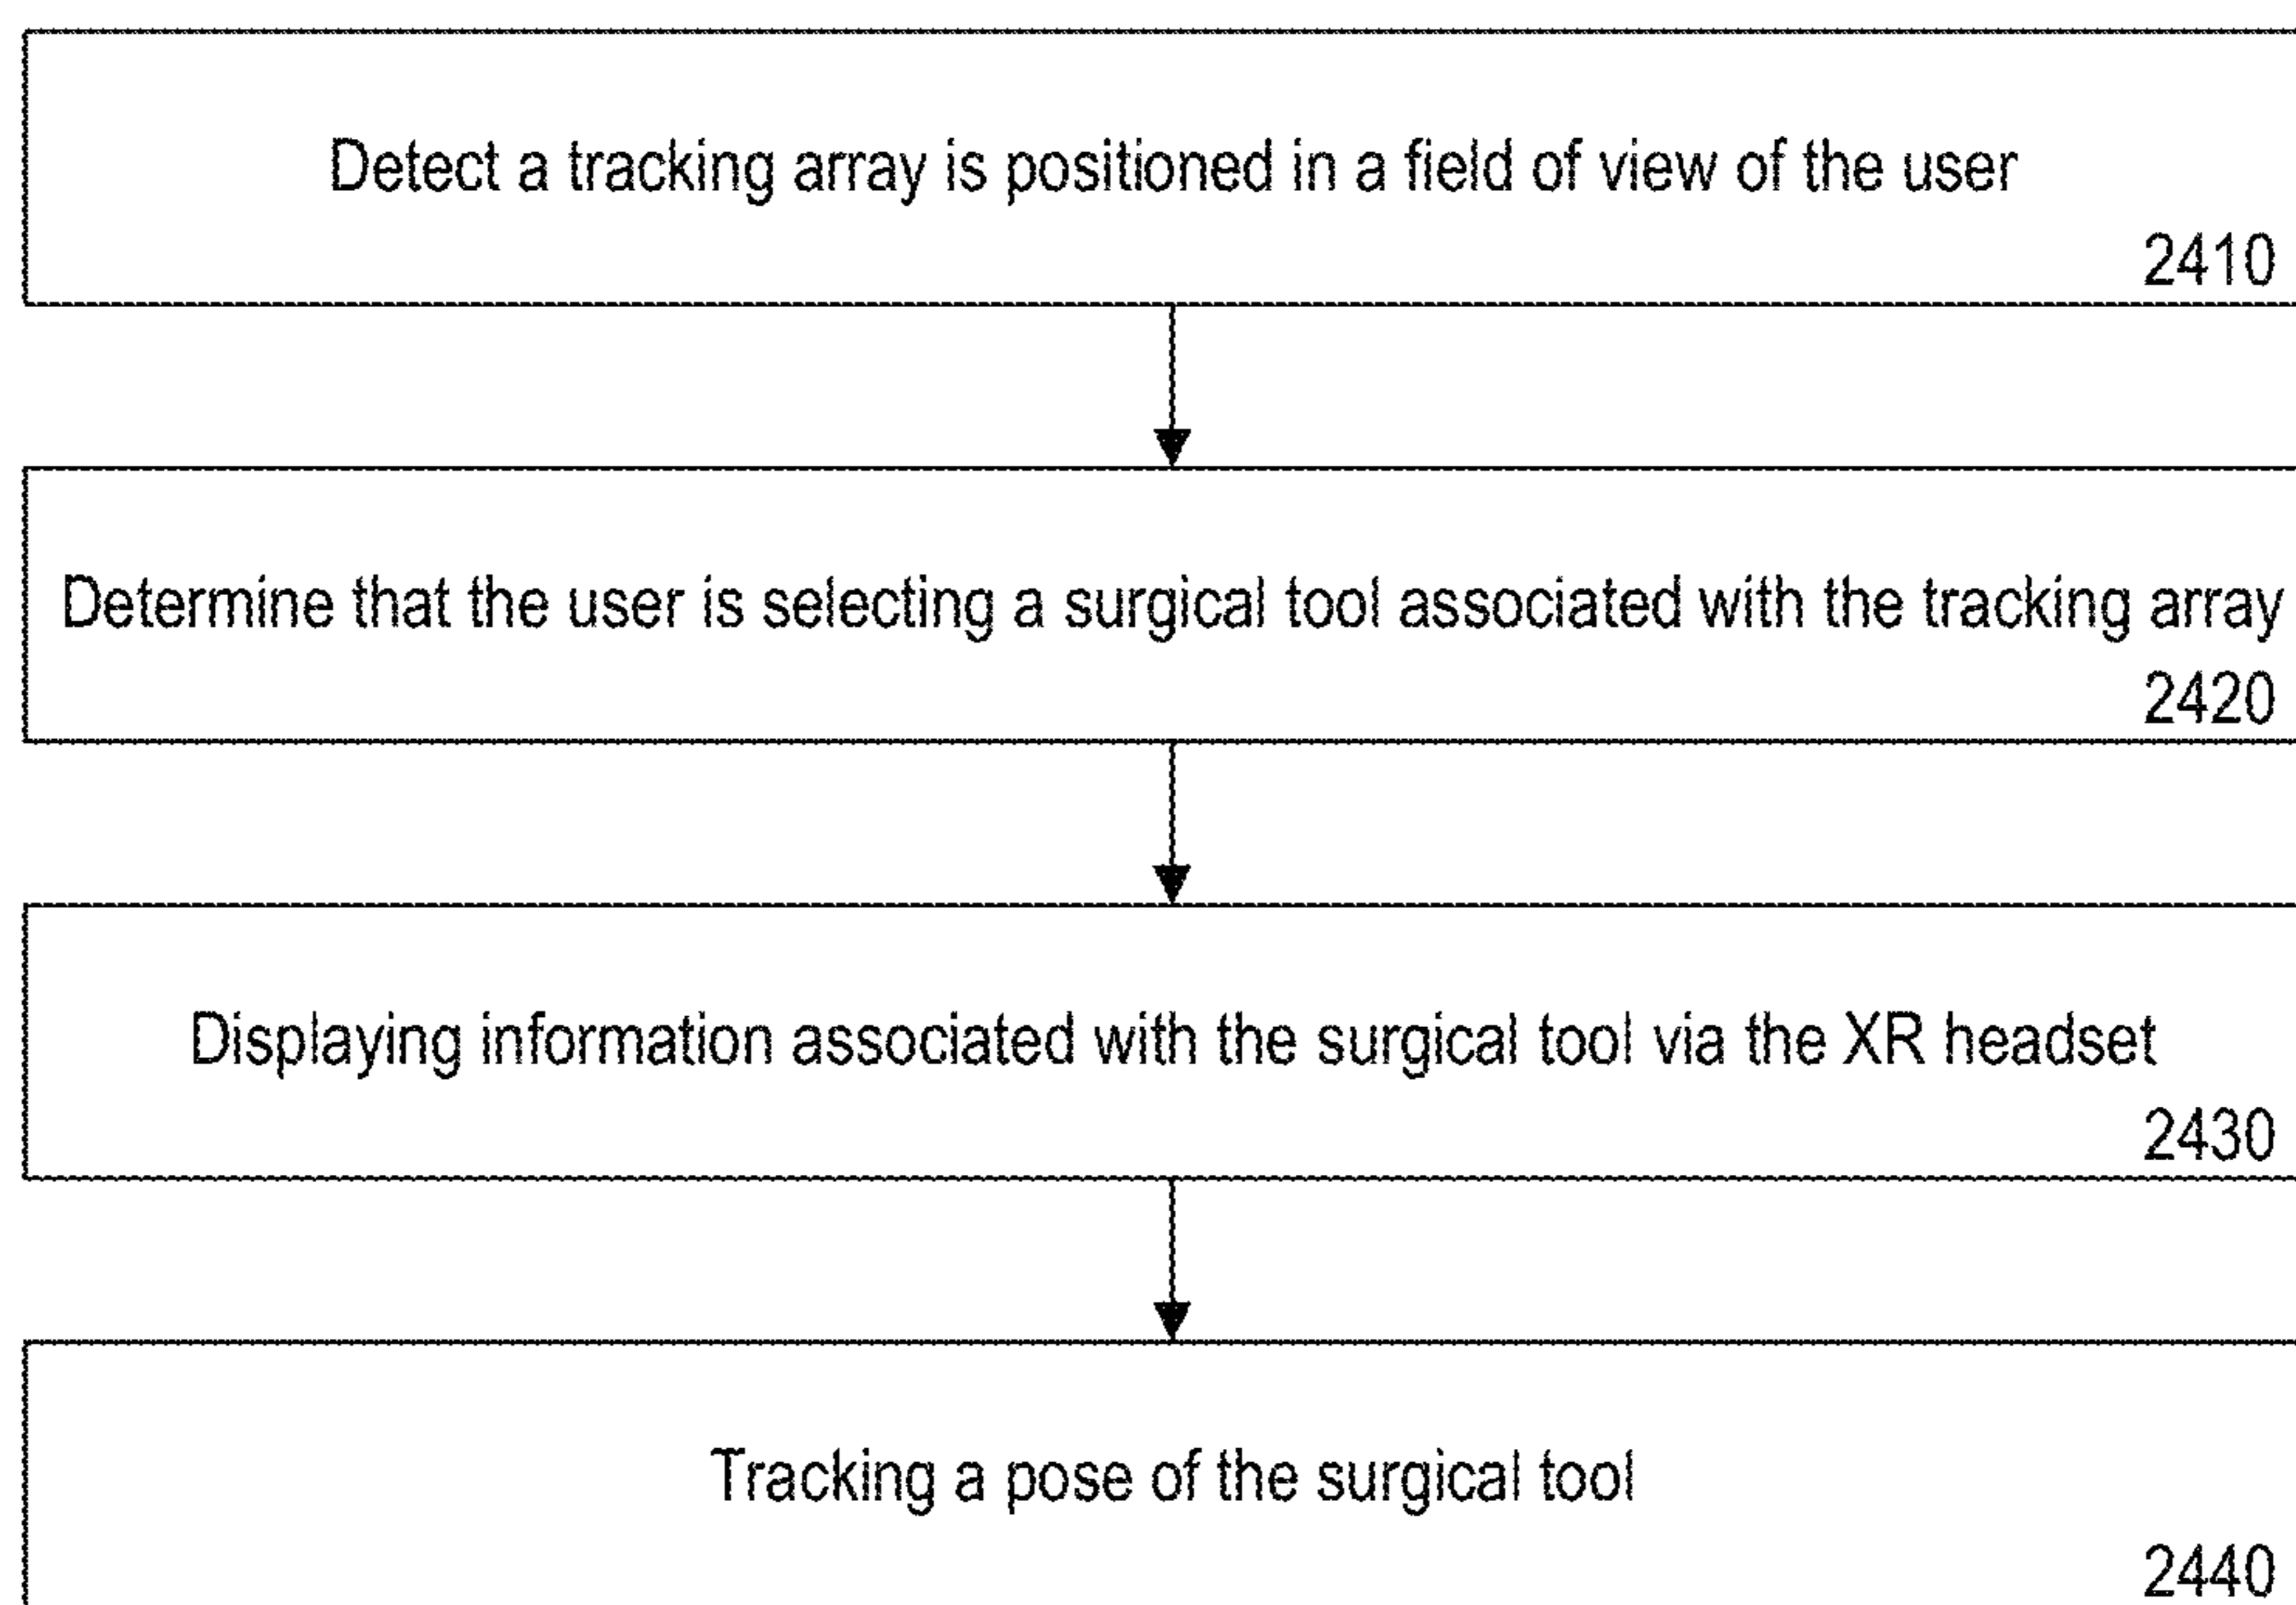 Detect a tracking array is positioned in a field of view of the user
2410
Determine that the user is selecting a surgical tool associated with the tracking array
2420
Displaying information associated with the surgical tool via the XR headset
2430
Tracking a pose of the surgical tool
2440